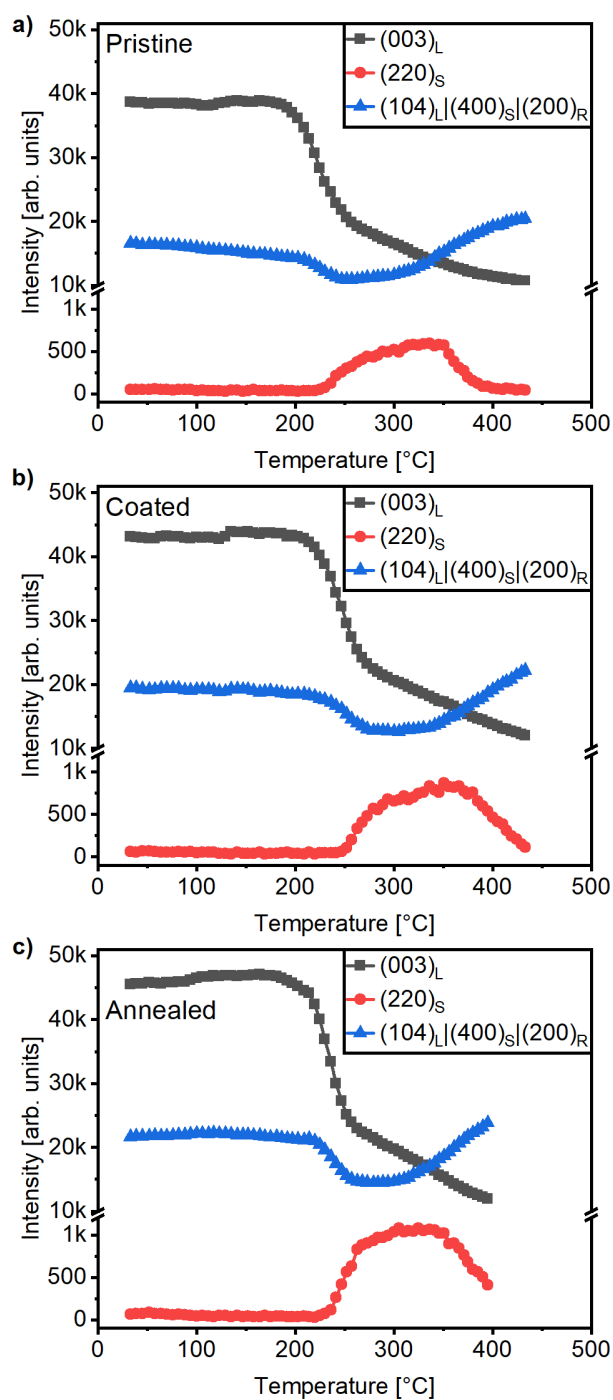 a)
Pristine
(003)L
(220)S
(104)L|(400)S|(200)R
50k
40k
30k
20k
10k
1k
500
0
Intensity [arb. units]
0 100 200 300 400 500
Temperature [°C]
b)
Coated
(003)L
(220)S
(104)L|(400)S|(200)R
50k
40k
30k
20k
10k
1k
500
0
Intensity [arb. units]
0 100 200 300 400 500
Temperature [°C]
c)
Annealed
(003)L
(220)S
(104)L|(400)S|(200)R
50k
40k
30k
20k
10k
1k
500
0
Intensity [arb. units]
0 100 200 300 400 500
Temperature [°C]